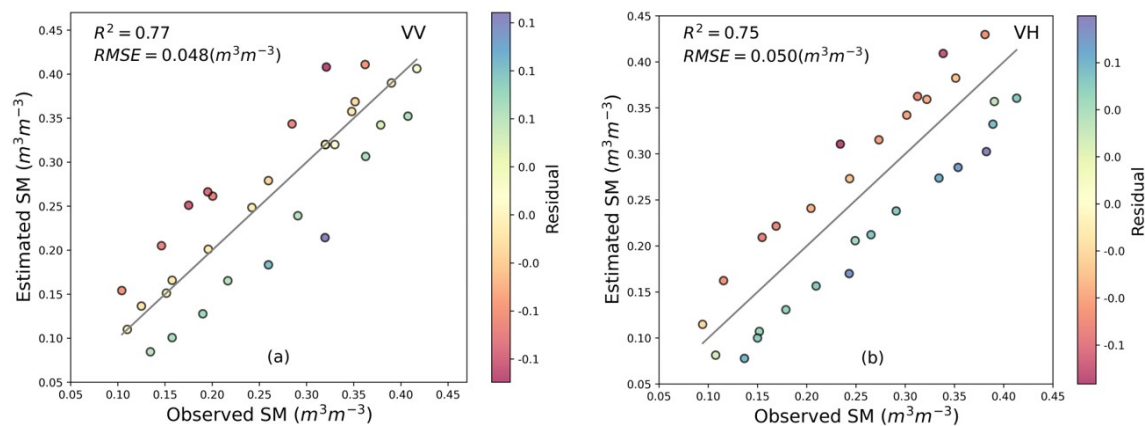 R² = 0.77
VV
RMSE = 0.048(m³m⁻³)
0.45
0.40
0.35
0.30
0.25
0.20
0.15
0.10
0.05
Estimated SM (m³m⁻³)
(a)
0.05 0.10 0.15 0.20 0.25 0.30 0.35 0.40 0.45
Observed SM (m³m⁻³)
0.1
0.1
0.0
0.0
0.0
-0.0
-0.1
-0.1
Residual
R² = 0.75
VH
RMSE = 0.050(m³m⁻³)
0.45
0.40
0.35
0.30
0.25
0.20
0.15
0.10
0.05
Estimated SM (m³m⁻³)
(b)
0.05 0.10 0.15 0.20 0.25 0.30 0.35 0.40 0.45
Observed SM (m³m⁻³)
0.1
0.1
0.0
0.0
-0.0
-0.0
-0.1
Residual